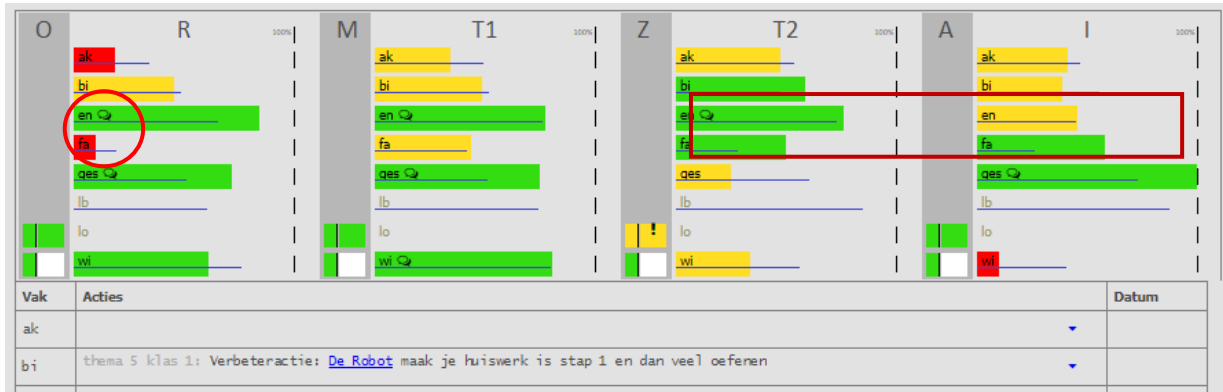 O R 100% M T1 100% Z T2 100% A I 100%
ak ak ak ak
bi bi bi bi
en en en en
fa fa fa fa
ges ges ges ges
lb lb lb lb
lo lo ! lo lo
wi wi wi wi
Vak Acties Datum
ak
bi thema 5 klas 1: Verbeteractie: De Robot maak je huiswerk is stap 1 en dan veel oefenen